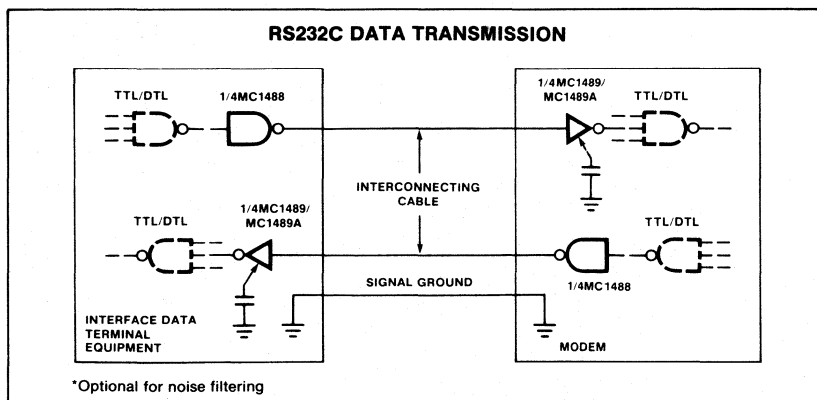 RS232C DATA TRANSMISSION
TTL/DTL
1/4MC1488
1/4MC1489/
MC1489A
TTL/DTL
INTERCONNECTING
CABLE
TTL/DTL
1/4MC1489/
MC1489A
TTL/DTL
1/4MC1488
SIGNAL GROUND
INTERFACE DATA
TERMINAL
EQUIPMENT
MODEM
*Optional for noise filtering